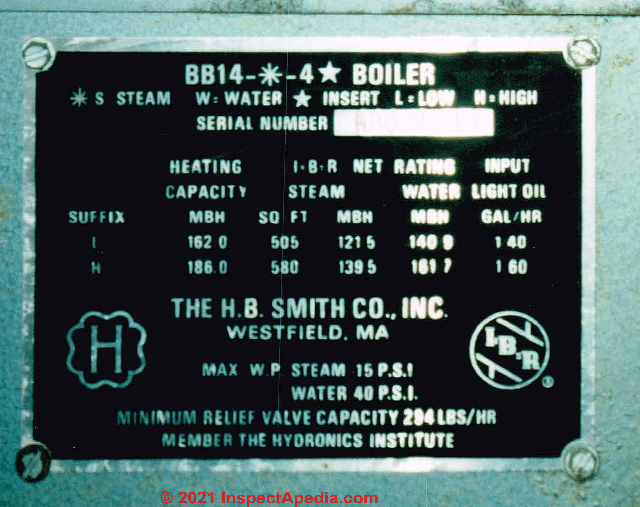 BB14-*-4★ BOILER
* S STEAM W=WATER ★ INSERT L=LOW H=HIGH
SERIAL NUMBER
HEATING I=B=R NET RATING INPUT
CAPACITY STEAM WATER LIGHT OIL
SUFFIX MBH SQ FT MBH MBH GAL/HR
L 162 0 505 121 5 140 9 1 40
H 186.0 580 139 5 161 7 1 60
THE H.B. SMITH CO., INC.
WESTFIELD, MA
H
I=B=R
®
MAX W.P. STEAM 15 P.S.I
WATER 40 P.S.I.
MINIMUM RELIEF VALVE CAPACITY 294 LBS/HR
MEMBER THE HYDRONICS INSTITUTE
© 2021 InspectApedia.com